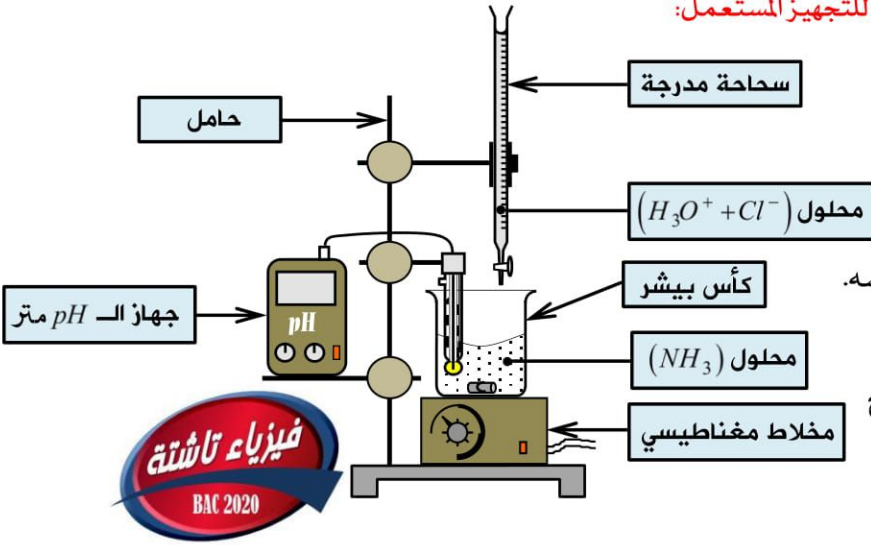 للتجهيز المستعمل:
سحاحة مدرجة
حامل
محلول (H₃O⁺ + Cl⁻)
كأس بيشر
جهاز الـ pH متر
pH
محلول (NH₃)
مخلاط مغناطيسي
فيزياء تاشتة
BAC 2020